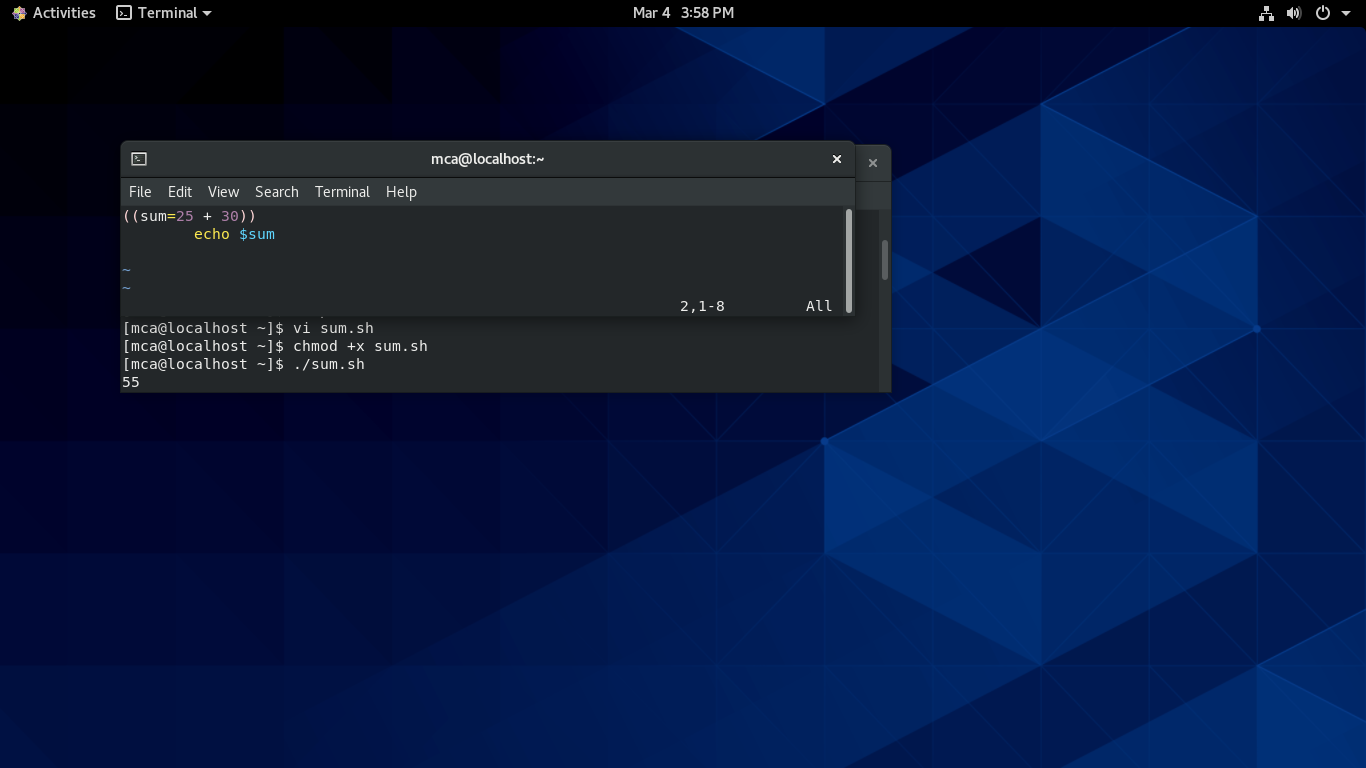 Activities Terminal Mar 4 3:58 PM
mca@localhost:~
File Edit View Search Terminal Help
((sum=25 + 30))
        echo $sum
~
~
2,1-8 All
[mca@localhost ~]$ vi sum.sh
[mca@localhost ~]$ chmod +x sum.sh
[mca@localhost ~]$ ./sum.sh
55